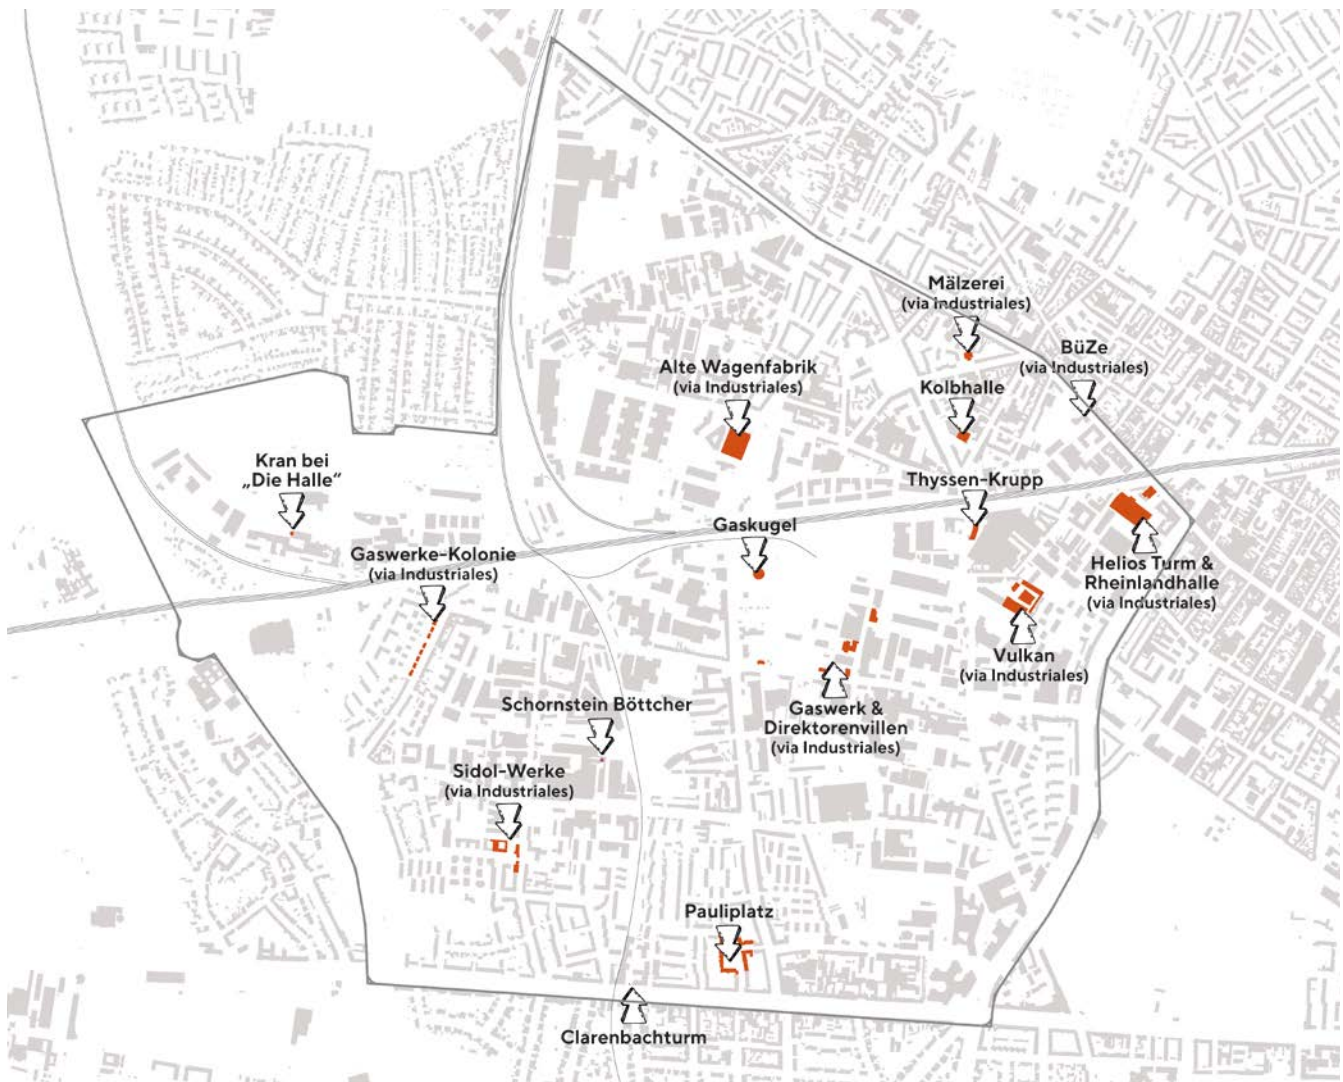 Mälzerei
(via industriales)
BüZe
(via Industriales)
Alte Wagenfabrik
(via Industriales)
Kolbhalle
Kran bei
„Die Halle“
Thyssen-Krupp
Gaskugel
Gaswerke-Kolonie
(via Industriales)
Helios Turm &
Rheinlandhalle
(via Industriales)
Vulkan
(via Industriales)
Schornstein Böttcher
Gaswerk &
Direktorenvillen
(via Industriales)
Sidol-Werke
(via Industriales)
Pauliplatz
Clarenbachturm